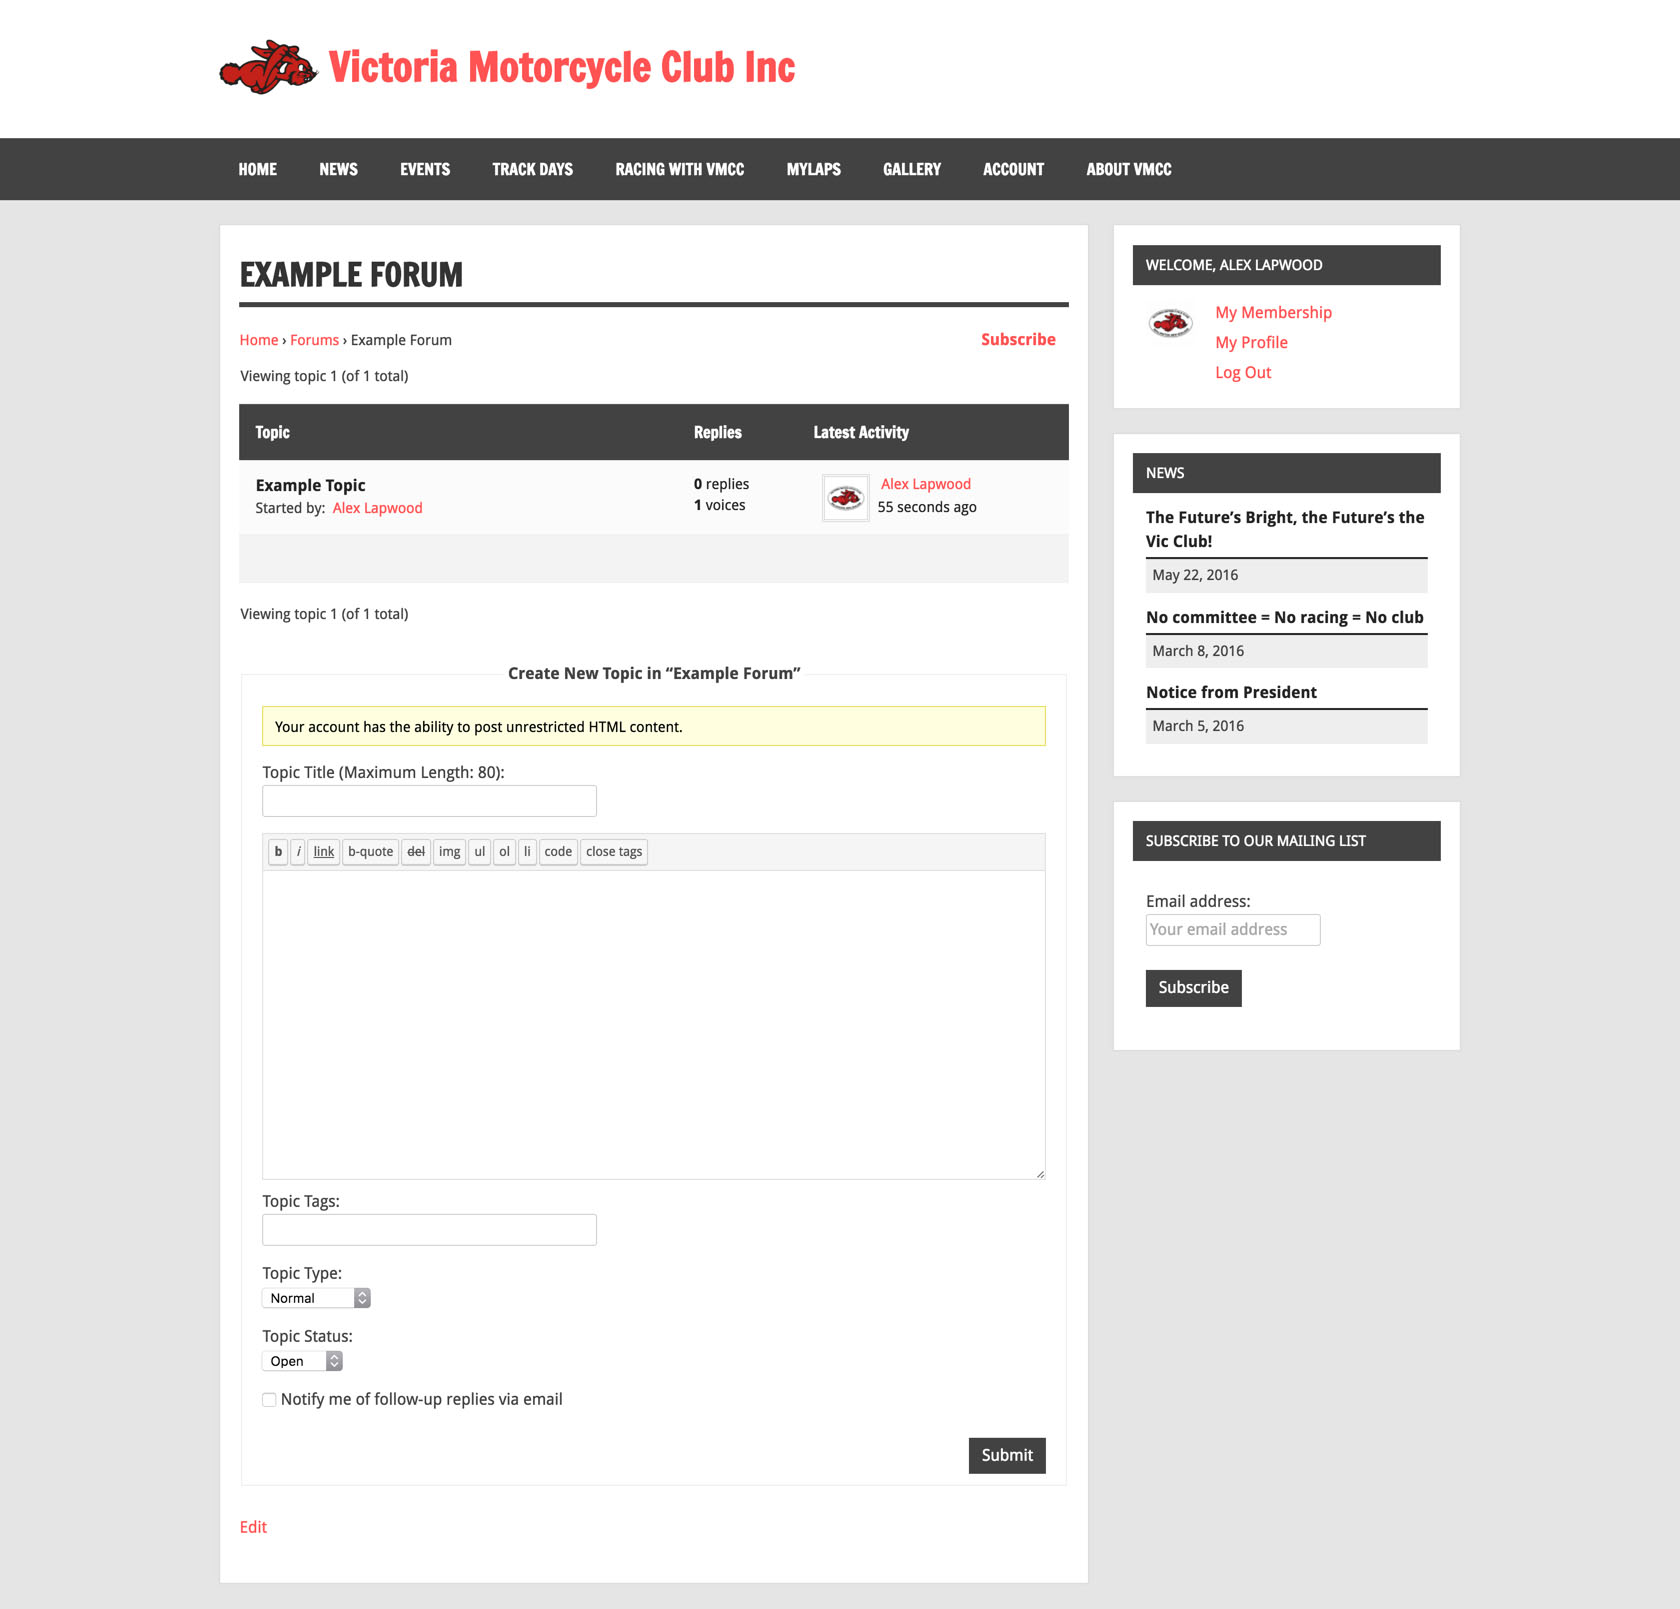 Victoria Motorcycle Club Inc
HOME NEWS EVENTS TRACK DAYS RACING WITH VMCC MYLAPS GALLERY ACCOUNT ABOUT VMCC
EXAMPLE FORUM
Home › Forums › Example Forum
Subscribe
Viewing topic 1 (of 1 total)
Topic Replies Latest Activity
Example Topic
Started by: Alex Lapwood
0 replies
1 voices
Alex Lapwood
55 seconds ago
Viewing topic 1 (of 1 total)
Create New Topic in “Example Forum”
Your account has the ability to post unrestricted HTML content.
Topic Title (Maximum Length: 80):
b i link b-quote del img ul ol li code close tags
Topic Tags:
Topic Type:
Normal
Topic Status:
Open
Notify me of follow-up replies via email
Submit
Edit
WELCOME, ALEX LAPWOOD
My Membership
My Profile
Log Out
NEWS
The Future’s Bright, the Future’s the
Vic Club!
May 22, 2016
No committee = No racing = No club
March 8, 2016
Notice from President
March 5, 2016
SUBSCRIBE TO OUR MAILING LIST
Email address:
Your email address
Subscribe